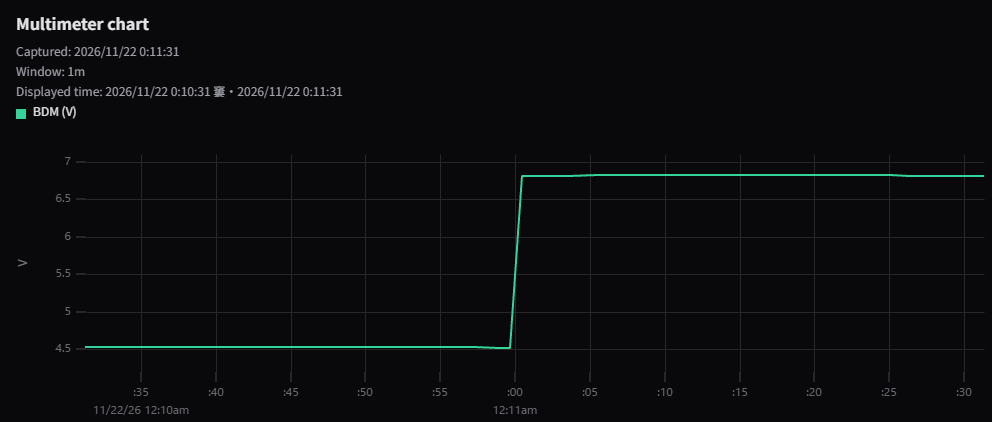 Multimeter chart
Captured: 2026/11/22 0:11:31
Window: 1m
Displayed time: 2026/11/22 0:10:31 ・2026/11/22 0:11:31
BDM (V)
7
6.5
6
5.5
5
4.5
V
:35 :40 :45 :50 :55 :00 :05 :10 :15 :20 :25 :30
11/22/26 12:10am 12:11am